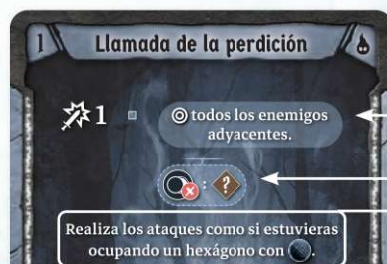 1 Llamada de la perdición
1 todos los enemigos
adyacentes.
: ?
Realiza los ataques como si estuvieras
ocupando un hexágono con .